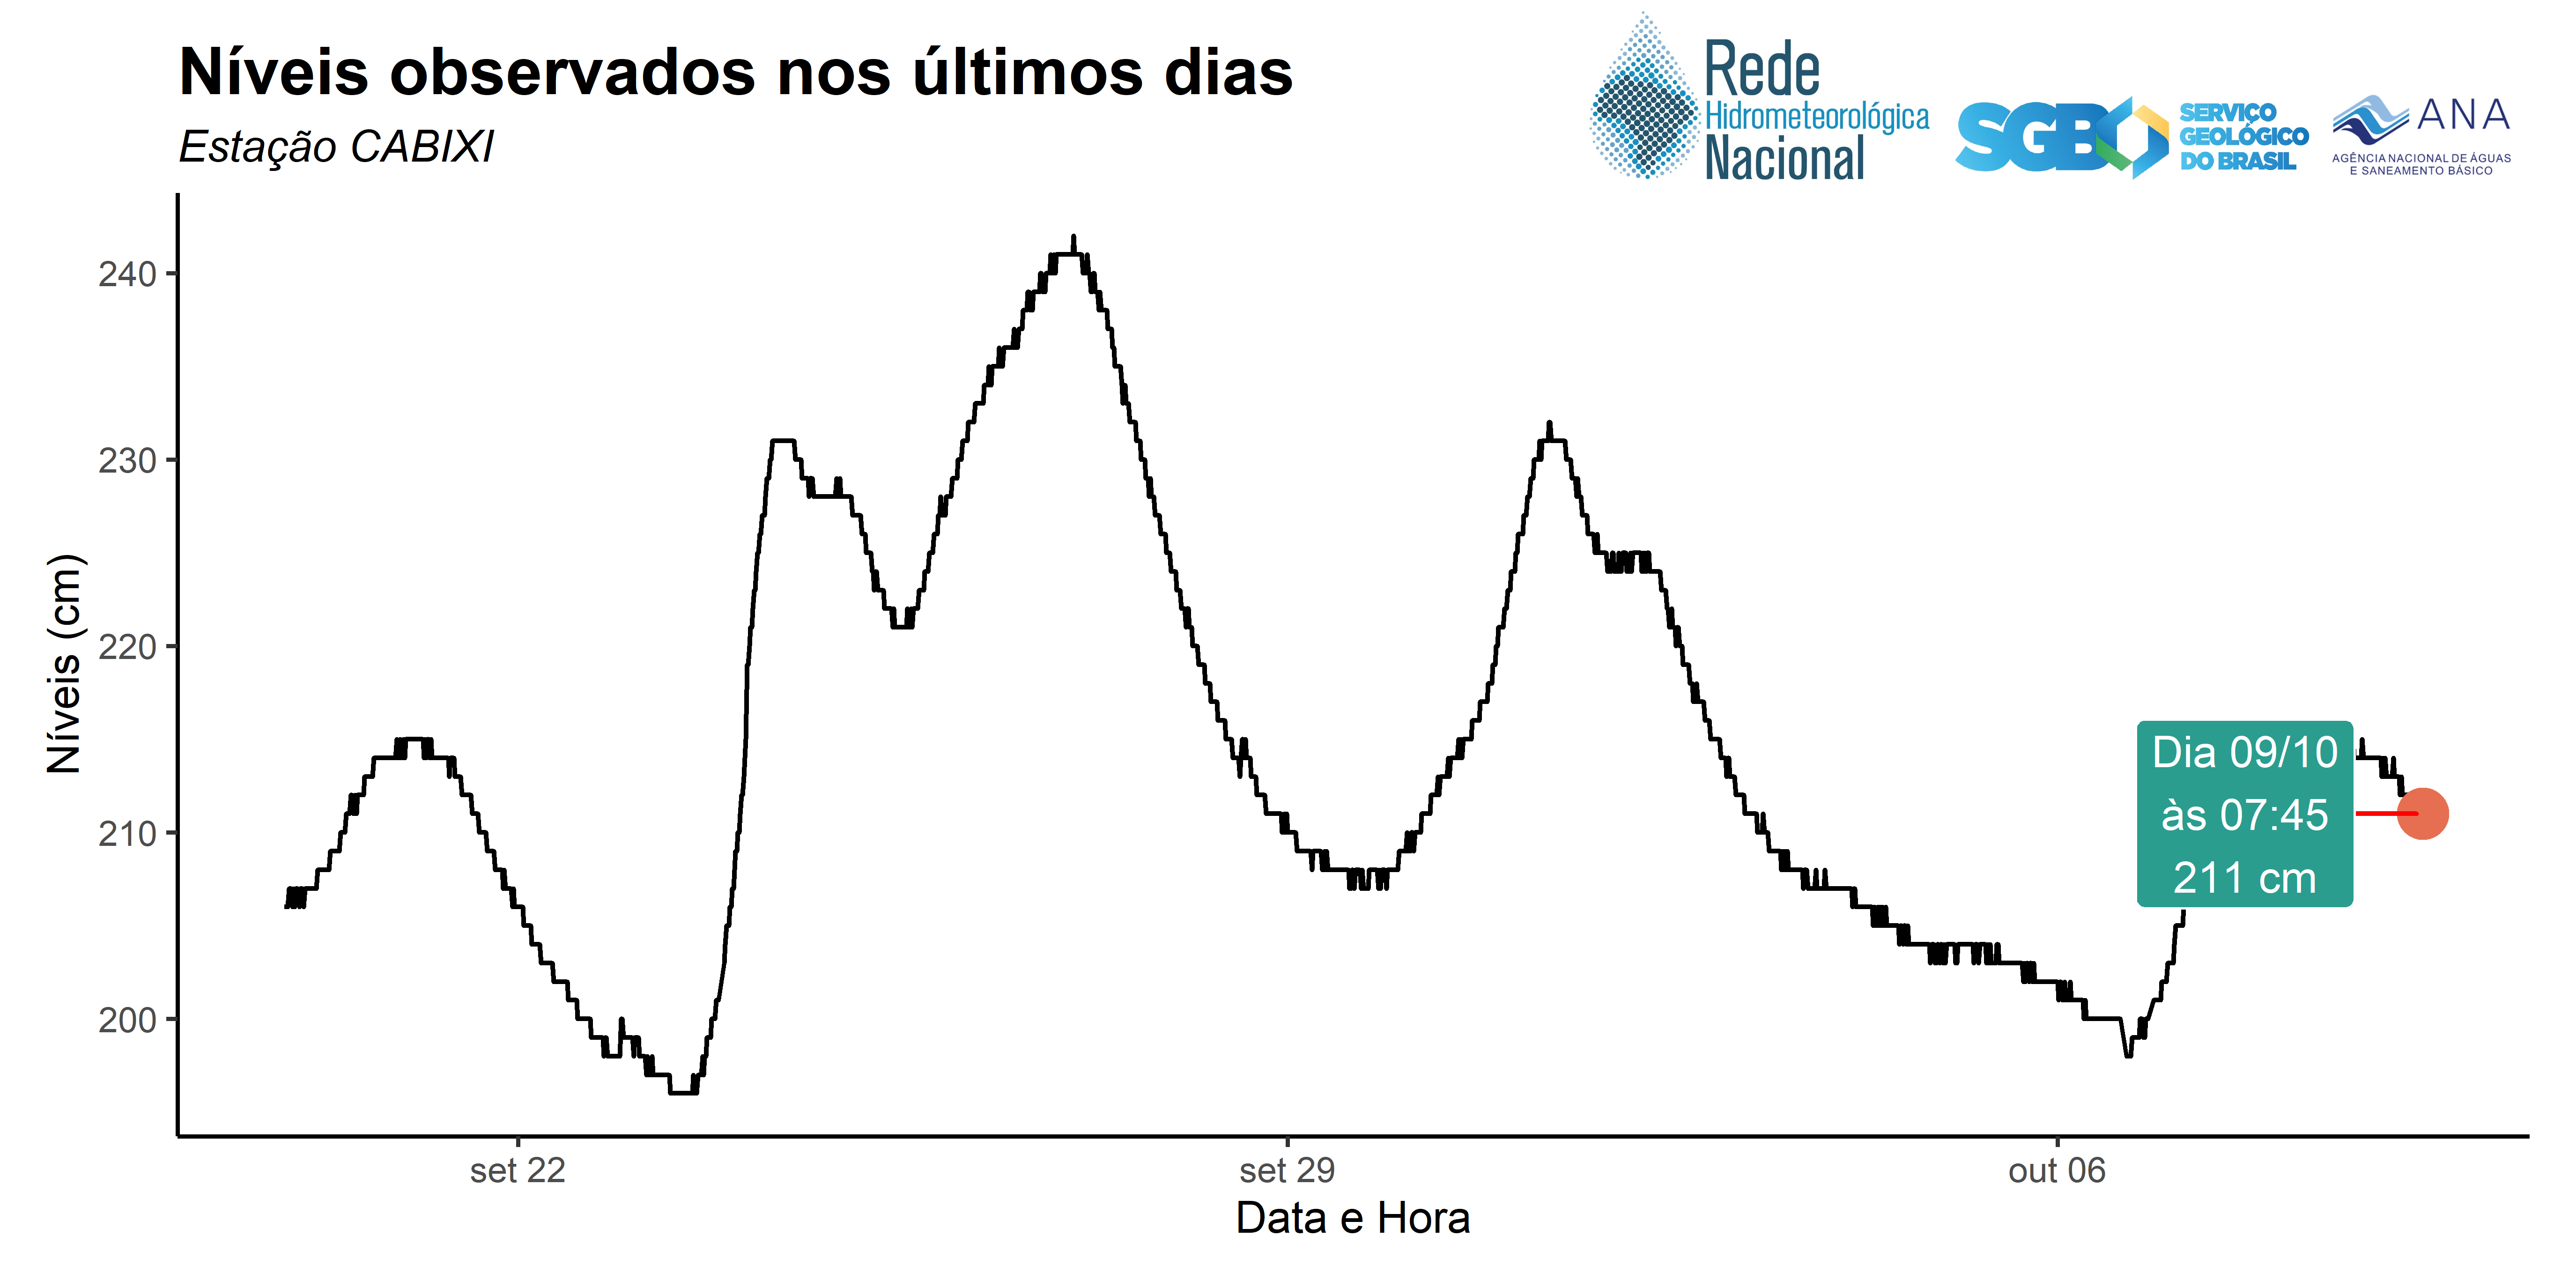 Níveis observados nos últimos dias
Estação CABIXI
Rede
Hidrometeorológica
Nacional
SGB
SERVIÇO
GEOLÓGICO
DO BRASIL
ANA
AGÊNCIA NACIONAL DE ÁGUAS
E SANEAMENTO BÁSICO
Níveis (cm)
240
230
220
210
200
Dia 09/10
às 07:45
211 cm
set 22
set 29
out 06
Data e Hora